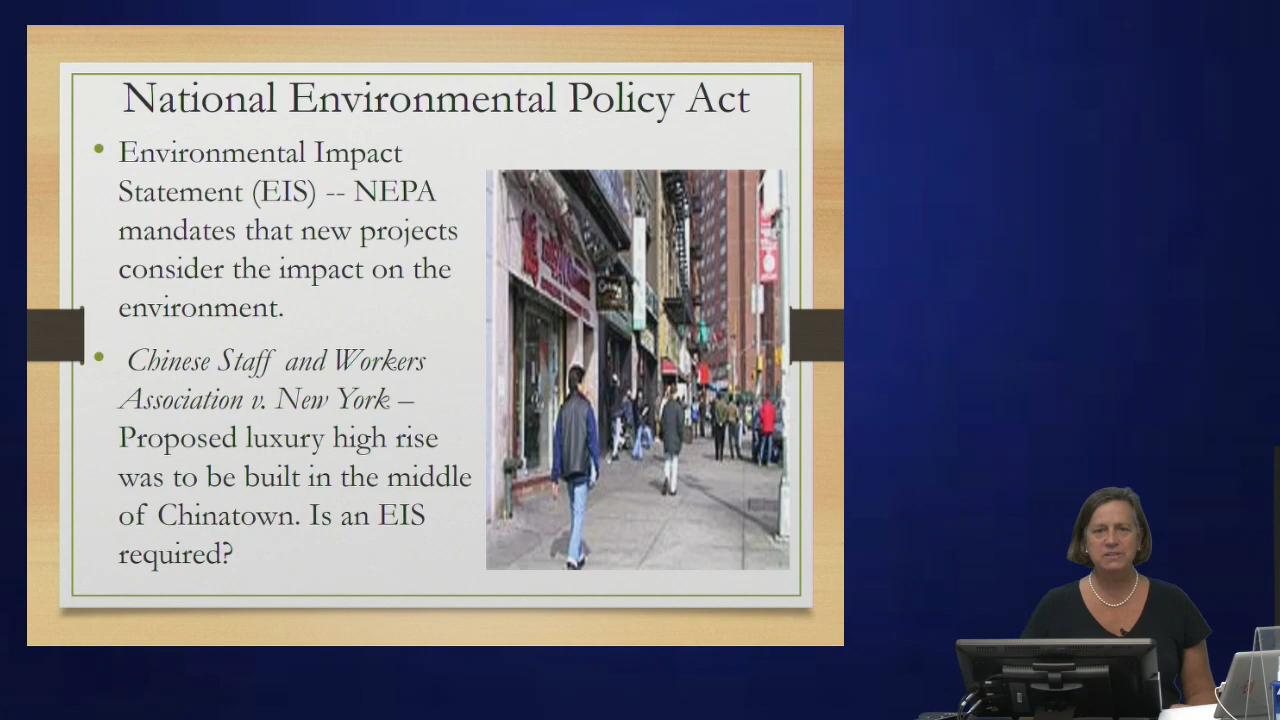 National Environmental Policy Act
• Environmental Impact
Statement (EIS) -- NEPA
mandates that new projects
consider the impact on the
environment.
• Chinese Staff and Workers
Association v. New York –
Proposed luxury high rise
was to be built in the middle
of Chinatown. Is an EIS
required?